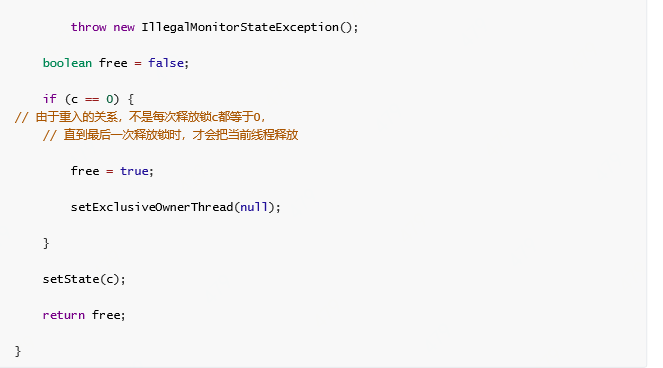 throw new IllegalMonitorStateException();
boolean free = false;
if (c == 0) {
// 由于重入的关系，不是每次释放锁c都等于0，
// 直到最后一次释放锁时，才会把当前线程释放
free = true;
setExclusiveOwnerThread(null);
}
setState(c);
return free;
}